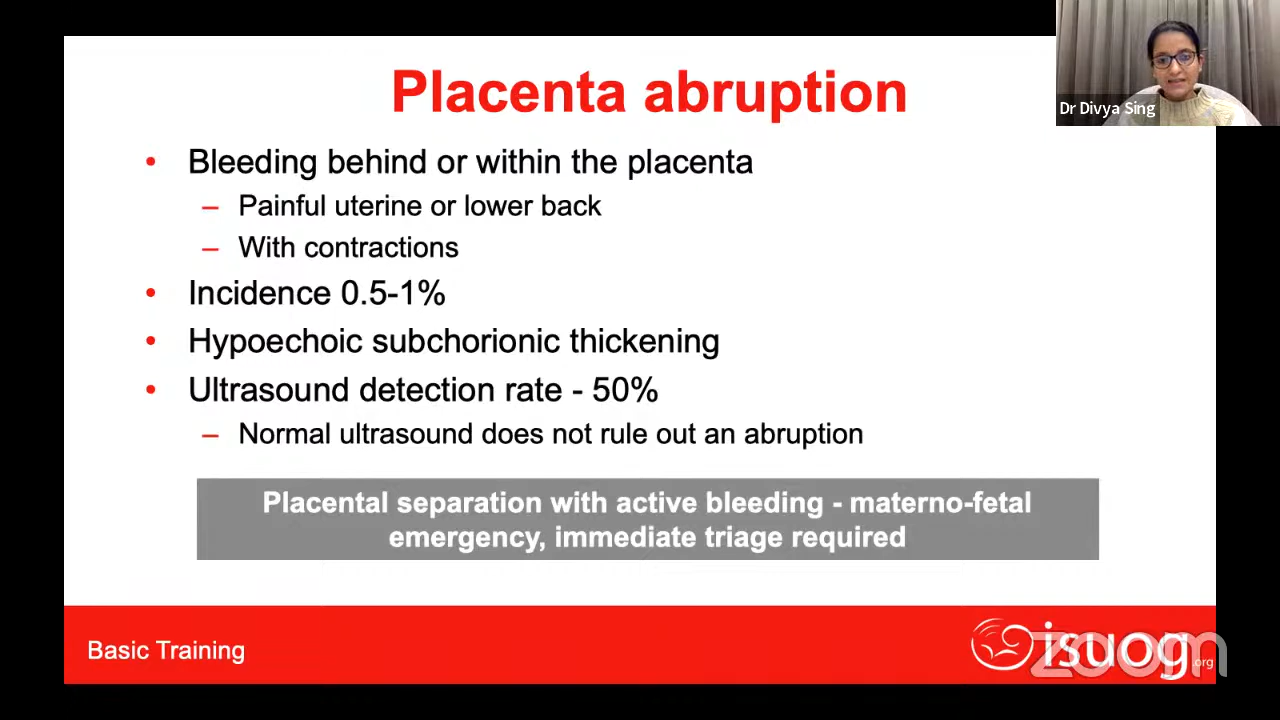 Placenta abruption
Dr Divya Sing
• Bleeding behind or within the placenta
– Painful uterine or lower back
– With contractions
• Incidence 0.5-1%
• Hypoechoic subchorionic thickening
• Ultrasound detection rate - 50%
– Normal ultrasound does not rule out an abruption
Placental separation with active bleeding - materno-fetal
emergency, immediate triage required
Basic Training
isuog.org
zoom